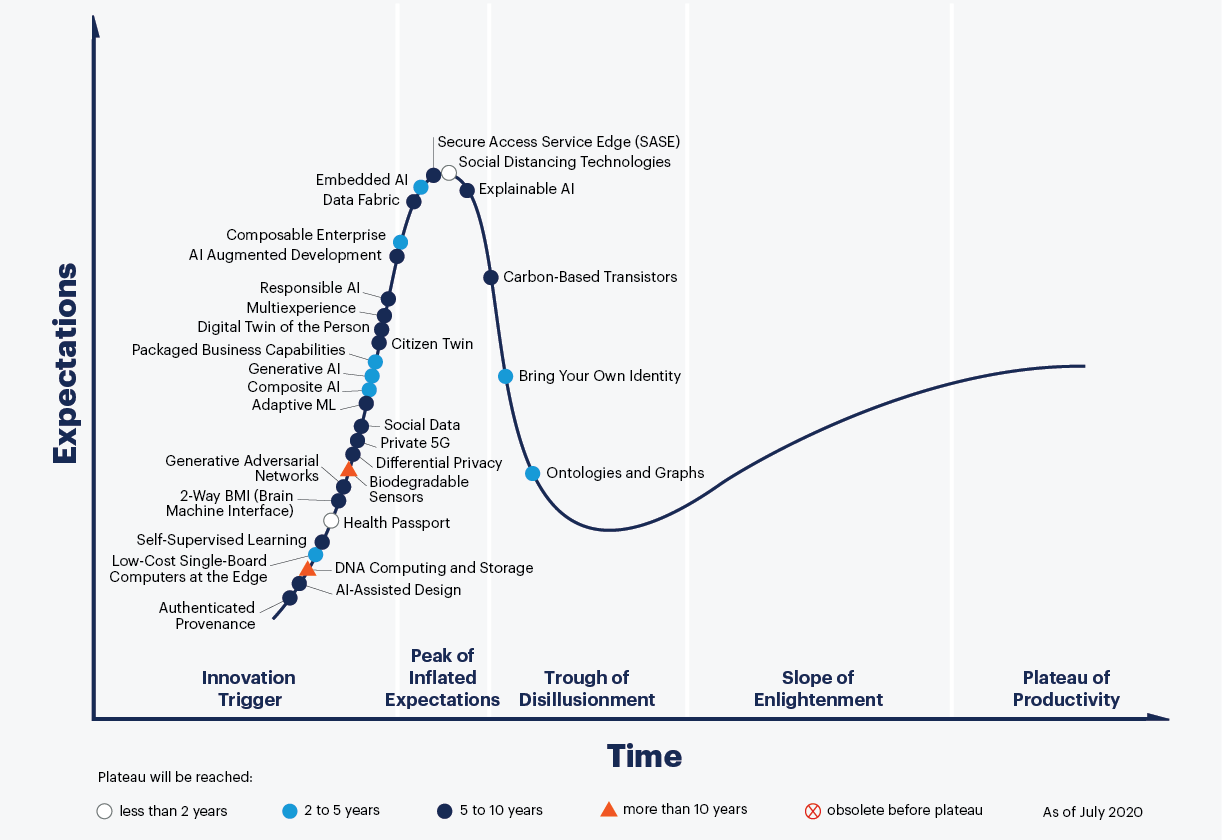 Secure Access Service Edge (SASE)
Social Distancing Technologies
Embedded AI
Explainable AI
Data Fabric
Composable Enterprise
AI Augmented Development
Carbon-Based Transistors
Responsible AI
Multiexperience
Digital Twin of the Person
Citizen Twin
Packaged Business Capabilities
Generative AI
Bring Your Own Identity
Composite AI
Adaptive ML
Social Data
Private 5G
Generative Adversarial
Networks
Differential Privacy
Ontologies and Graphs
Biodegradable
Sensors
2-Way BMI (Brain
Machine Interface)
Health Passport
Self-Supervised Learning
Low-Cost Single-Board
Computers at the Edge
DNA Computing and Storage
AI-Assisted Design
Authenticated
Provenance
Expectations
Innovation
Trigger
Peak of
Inflated
Expectations
Trough of
Disillusionment
Slope of
Enlightenment
Plateau of
Productivity
Time
Plateau will be reached:
less than 2 years
2 to 5 years
5 to 10 years
more than 10 years
obsolete before plateau
As of July 2020